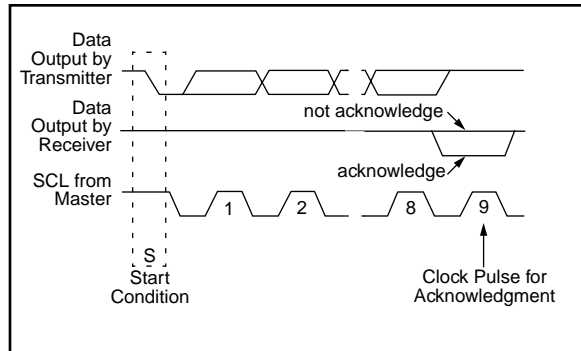 Data
Output by
Transmitter
Data
Output by
Receiver
not acknowledge
acknowledge
SCL from
Master
1
2
8
9
S
Start
Condition
Clock Pulse for
Acknowledgment